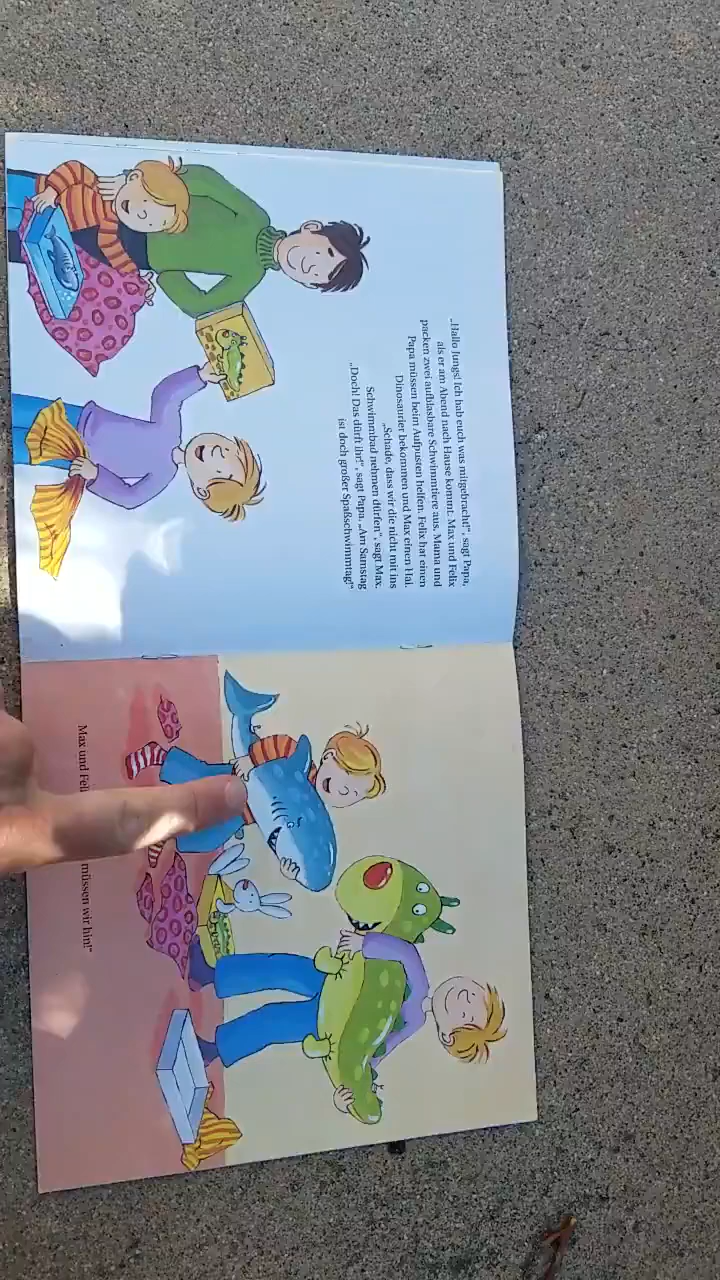 „Hallo Jungs! Ich hab euch was mitgebracht!“, sagt Papa,
als er am Abend nach Hause kommt. Max und Felix
packen zwei aufblasbare Schwimmtiere aus. Mama und
Papa müssen beim Aufpusten helfen. Felix hat einen
Dinosaurier bekommen und Max einen Hai.
„Schade, dass wir die nicht mit ins
Schwimmbad nehmen dürfen“, sagt Max.
„Doch! Das dürft ihr!“, sagt Papa. „Am Samstag
ist doch großer Spaßschwimmtag!“
Max und müssen wir hin!“